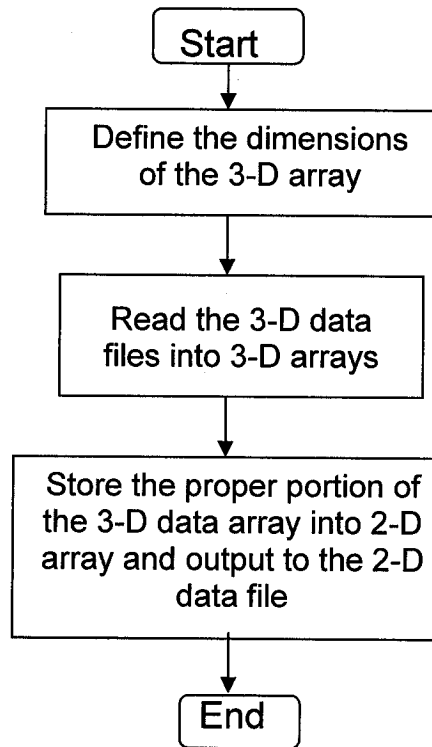 Start
Define the dimensions
of the 3-D array
Read the 3-D data
files into 3-D arrays
Store the proper portion of
the 3-D data array into 2-D
array and output to the 2-D
data file
End